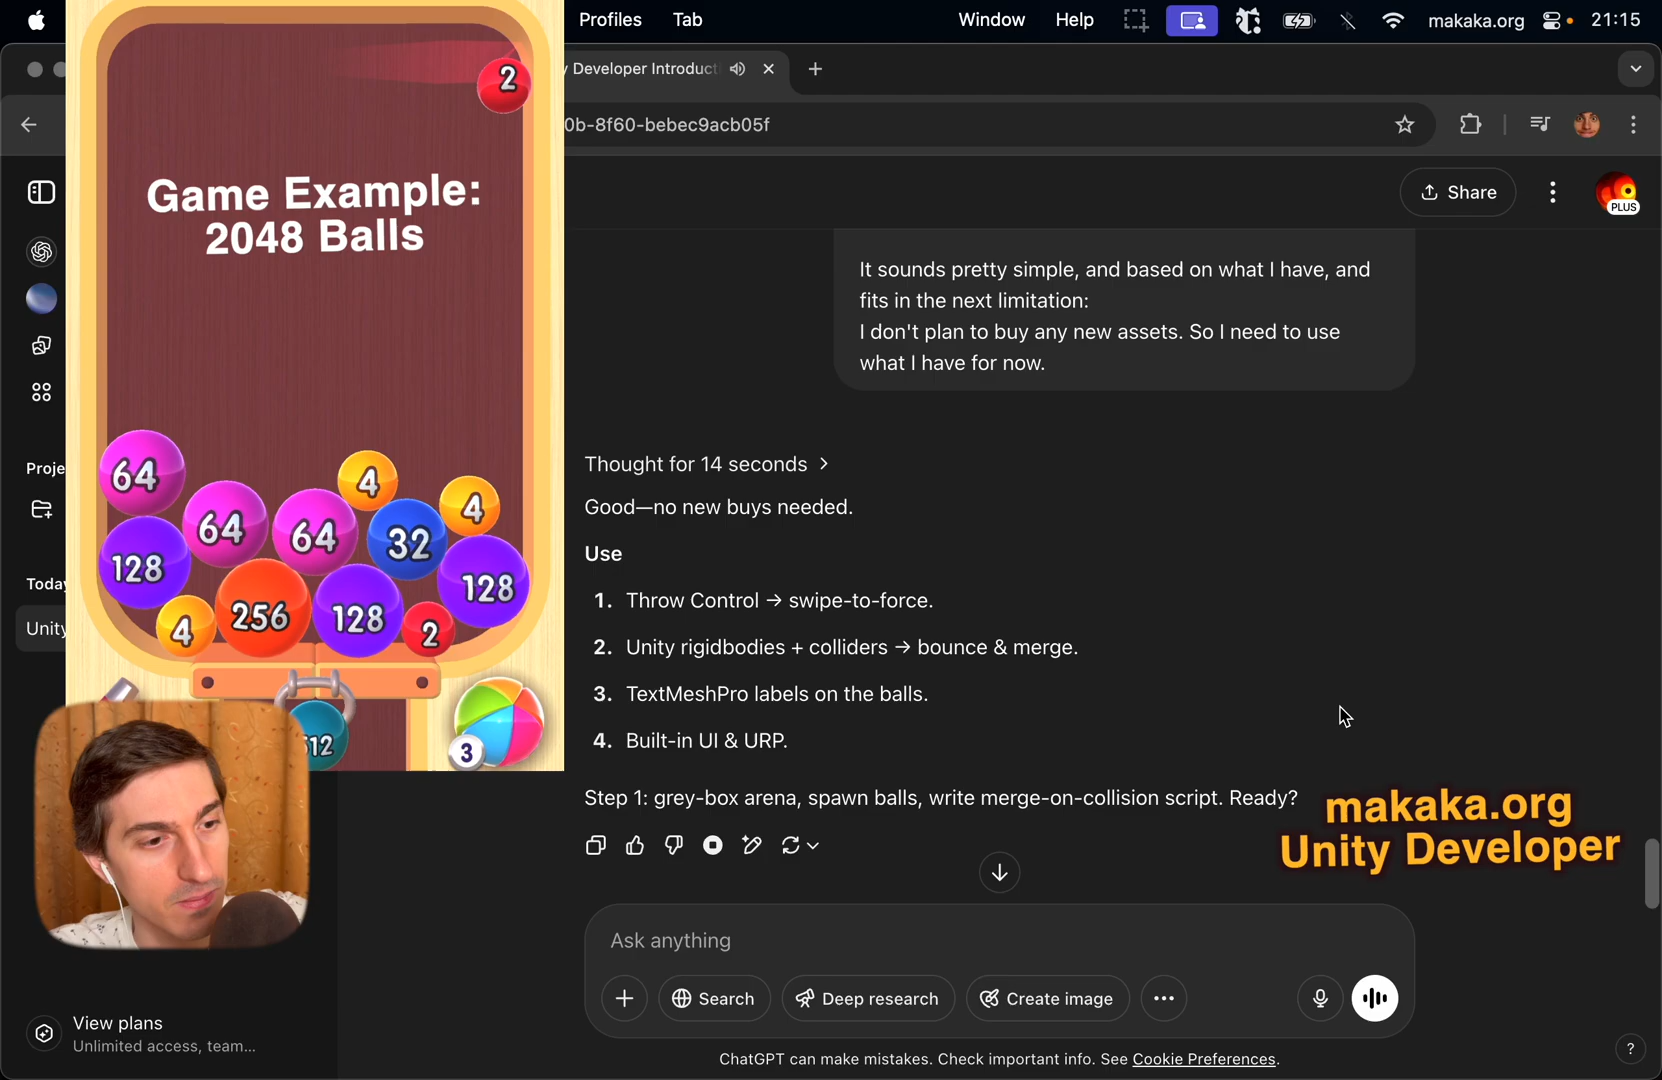 Profiles
Tab
Window
Help
makaka.org
21:15
Developer Introduct
0b-8f60-bebec9acb05f
Share
PLUS
2
Game Example:
2048 Balls
It sounds pretty simple, and based on what I have, and
fits in the next limitation:
I don't plan to buy any new assets. So I need to use
what I have for now.
Thought for 14 seconds
Good—no new buys needed.
Use
1. Throw Control → swipe-to-force.
2. Unity rigidbodies + colliders → bounce & merge.
3. TextMeshPro labels on the balls.
4. Built-in UI & URP.
Step 1: grey-box arena, spawn balls, write merge-on-collision script. Ready?
64
4
64
64
32
4
128
128
4
256
128
2
512
3
Proje
Today
Unity
makaka.org
Unity Developer
Ask anything
Search
Deep research
Create image
View plans
Unlimited access, team...
ChatGPT can make mistakes. Check important info. See Cookie Preferences.
?